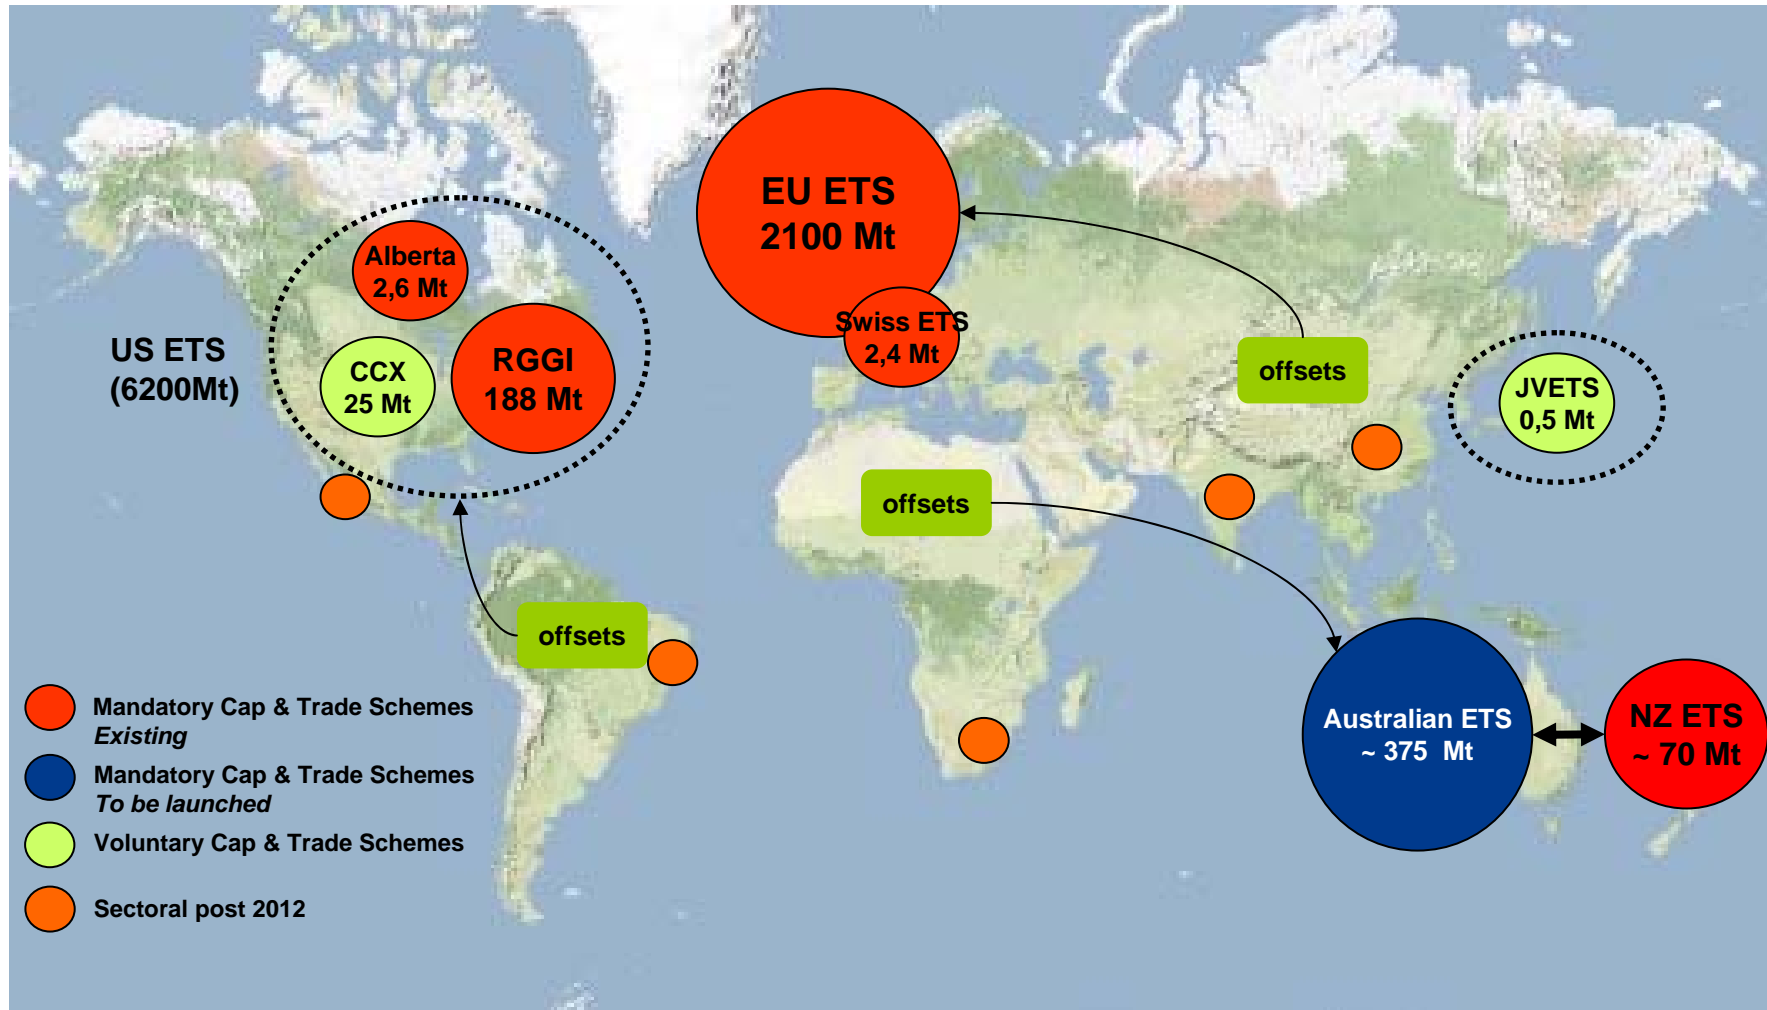 EU ETS
2100 Mt
Alberta
2,6 Mt
Swiss ETS
2,4 Mt
US ETS
(6200Mt)
CCX
25 Mt
RGGI
188 Mt
offsets
JVETS
0,5 Mt
offsets
offsets
Mandatory Cap & Trade Schemes
Existing
Mandatory Cap & Trade Schemes
To be launched
Voluntary Cap & Trade Schemes
Sectoral post 2012
Australian ETS
~ 375 Mt
NZ ETS
~ 70 Mt